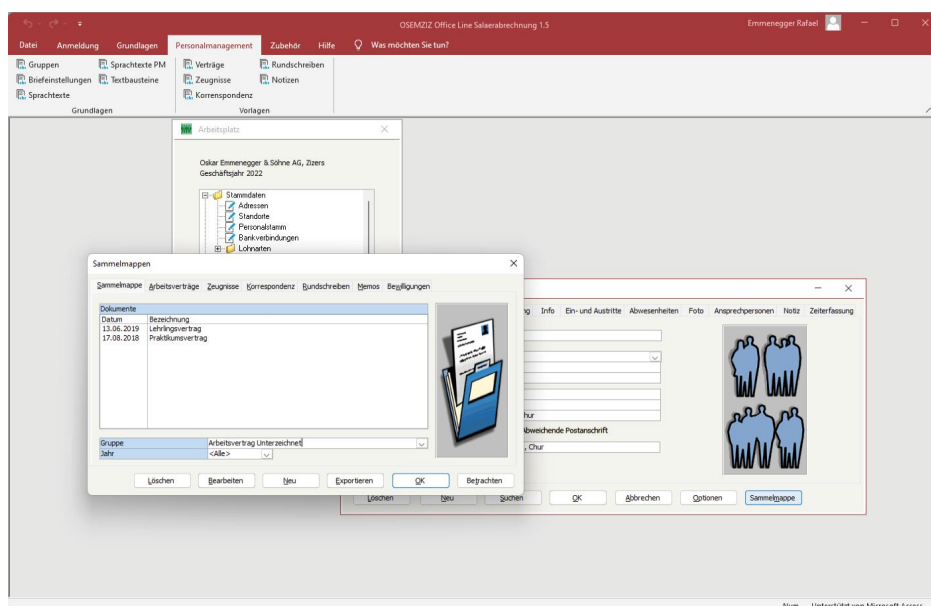 OSEMZIZ Office Line Salaerabrechnung 1.5
Emmenegger Rafael
Datei Anmeldung Grundlagen Personalmanagement Zubehör Hilfe Was möchten Sie tun?
Gruppen Sprachtexte PM Verträge Rundschreiben
Briefeinstellungen Textbausteine Zeugnisse Notizen
Sprachtexte Korrenspondenz
Grundlagen Vorlagen
Arbeitsplatz
Oskar Emmenegger & Söhne AG, Zizers
Geschäftsjahr 2022
Stammdaten
Adressen
Standorte
Personalstamm
Bankverbindungen
Lohnarten
Sammelmappen
Sammelmappe Arbeitsverträge Zeugnisse Korrespondenz Rundschreiben Memos Bewilligungen
Dokumente
Datum Bezeichnung
13.06.2019 Lehrlingsvertrag
17.08.2018 Praktikumsvertrag
Gruppe Arbeitsvertrag Unterzeichnet
Jahr <Alle>
Löschen Bearbeiten Neu Exportieren OK Betrachten
Info Ein- und Austritte Abwesenheiten Foto Ansprechpersonen Notiz Zeiterfassung
hur
Abweichende Postanschrift
, Chur
Löschen Neu Suchen OK Abbrechen Optionen Sammelmappe
Num Unterstützt von Microsoft Access